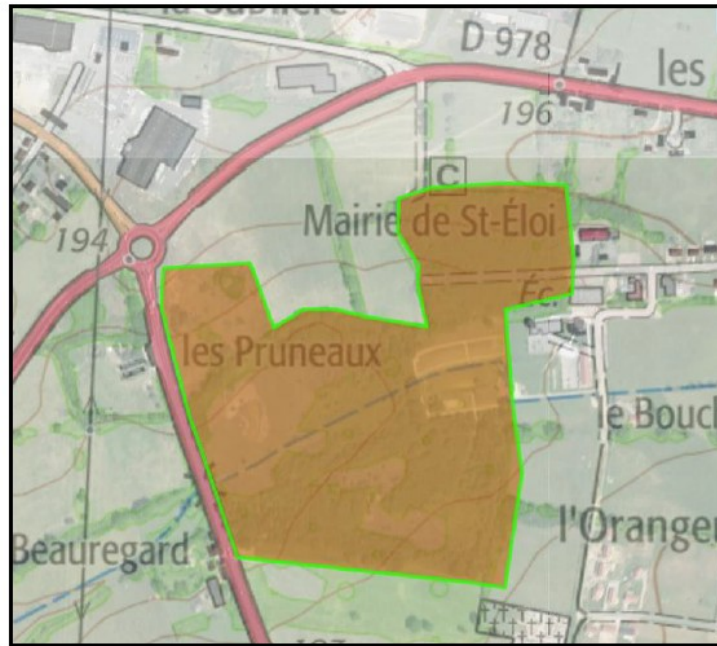 D 978
les
196
C
Mairie de St-Éloi
194
Éc.
les Pruneaux
le Bouch
l'Oranger
Beauregard